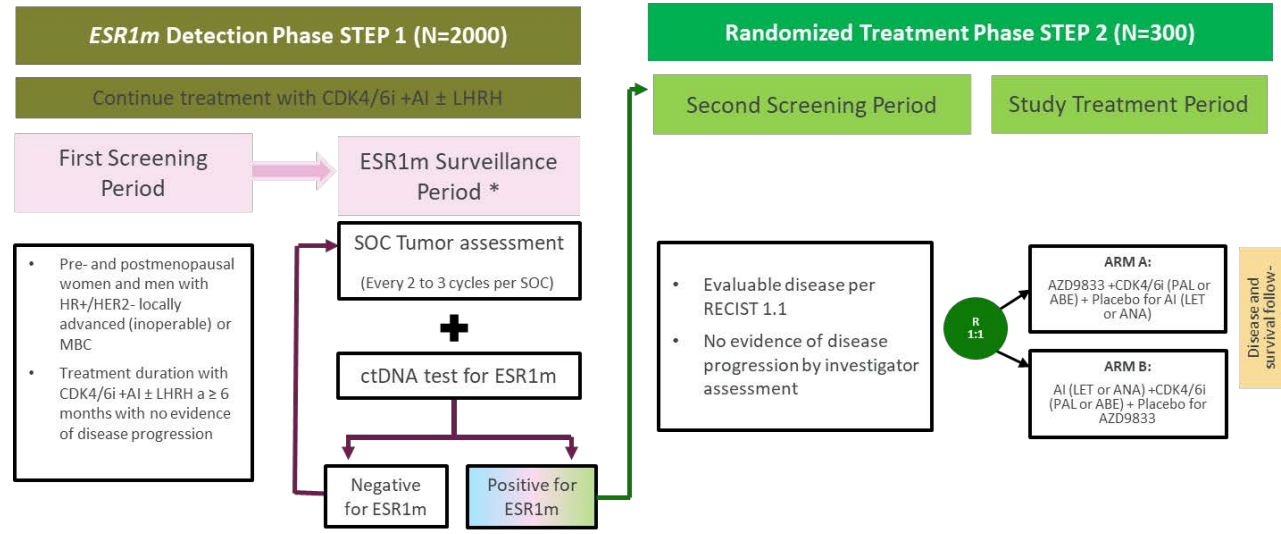 ESR1m Detection Phase STEP 1 (N=2000)
Continue treatment with CDK4/6i +AI ± LHRH
First Screening
Period
ESR1m Surveillance
Period *
• Pre- and postmenopausal
women and men with
HR+/HER2- locally
advanced (inoperable) or
MBC
• Treatment duration with
CDK4/6i +AI ± LHRH a ≥ 6
months with no evidence
of disease progression
SOC Tumor assessment
(Every 2 to 3 cycles per SOC)
+
ctDNA test for ESR1m
Negative
for ESR1m
Positive for
ESR1m
Randomized Treatment Phase STEP 2 (N=300)
Second Screening Period
Study Treatment Period
• Evaluable disease per
RECIST 1.1
• No evidence of disease
progression by investigator
assessment
R
1:1
ARM A:
AZD9833 +CDK4/6i (PAL or
ABE) + Placebo for AI (LET
or ANA)
ARM B:
AI (LET or ANA) +CDK4/6i
(PAL or ABE) + Placebo for
AZD9833
Disease and
survival follow-